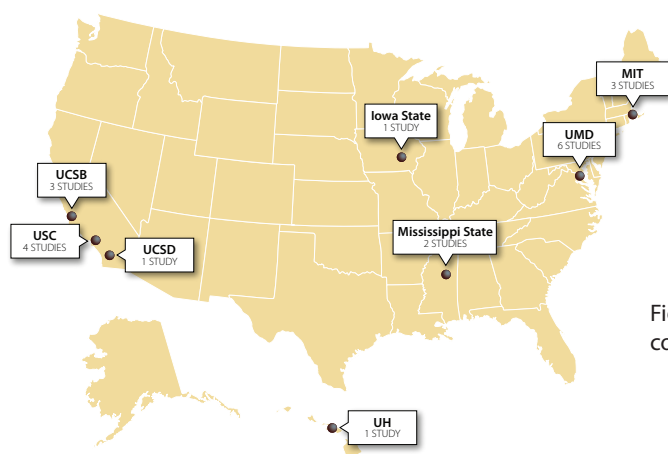 MIT
3 STUDIES
Iowa State
1 STUDY
UMD
6 STUDIES
UCSB
3 STUDIES
USC
4 STUDIES
UCSD
1 STUDY
Mississippi State
2 STUDIES
UH
1 STUDY